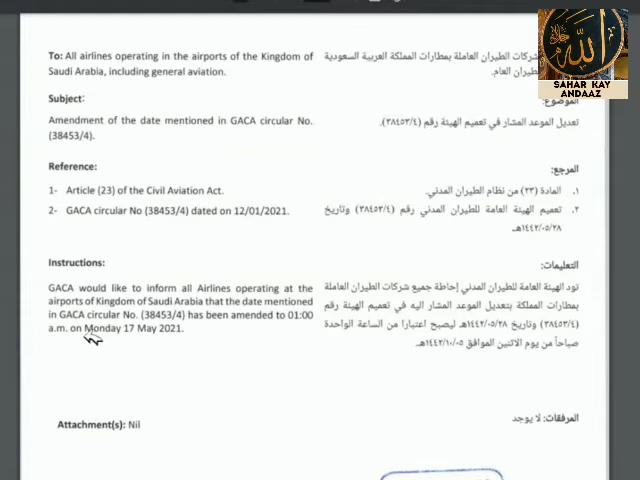 To: All airlines operating in the airports of the Kingdom of
Saudi Arabia, including general aviation.
Subject:
Amendment of the date mentioned in GACA circular No.
(38453/4).
Reference:
1- Article (23) of the Civil Aviation Act.
2- GACA circular No (38453/4) dated on 12/01/2021.
Instructions:
GACA would like to inform all Airlines operating at the
airports of Kingdom of Saudi Arabia that the date mentioned
in GACA circular No. (38453/4) has been amended to 01:00
a.m. on Monday 17 May 2021.
Attachment(s): Nil
شركات الطيران العاملة بمطارات المملكة العربية السعودية
الطيران العام.
الموضوع:
تعديل الموعد المشار في تعميم الهيئة رقم (٣٨٤٥٣/٤).
المرجع:
١. المادة (٢٣) من نظام الطيران المدني.
٢. تعميم الهيئة العامة للطيران المدني رقم (٣٨٤٥٣/٤) وتاريخ
١٤٤٢/٠٥/٢٨هـ.
التعليمات:
تود الهيئة العامة للطيران المدني إحاطة جميع شركات الطيران العاملة
بمطارات المملكة بتعديل الموعد المشار اليه في تعميم الهيئة رقم
(٣٨٤٥٣/٤) وتاريخ ١٤٤٢/٠٥/٢٨هـ ليصبح اعتبارا من الساعة الواحدة
صباحاً من يوم الاثنين الموافق ١٤٤٢/١٠/٠٥هـ.
المرفقات: لا يوجد
الله
SAHAR KAY
ANDAAZ